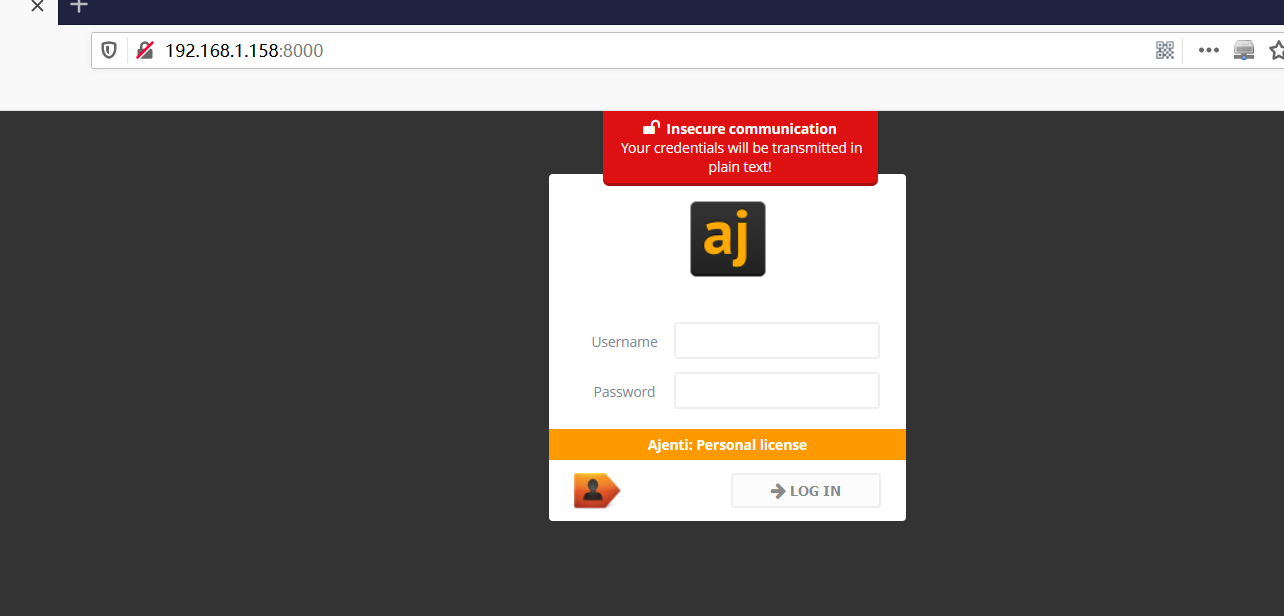 192.168.1.158:8000
Insecure communication
Your credentials will be transmitted in
plain text!
aj
Username
Password
Ajenti: Personal license
LOG IN